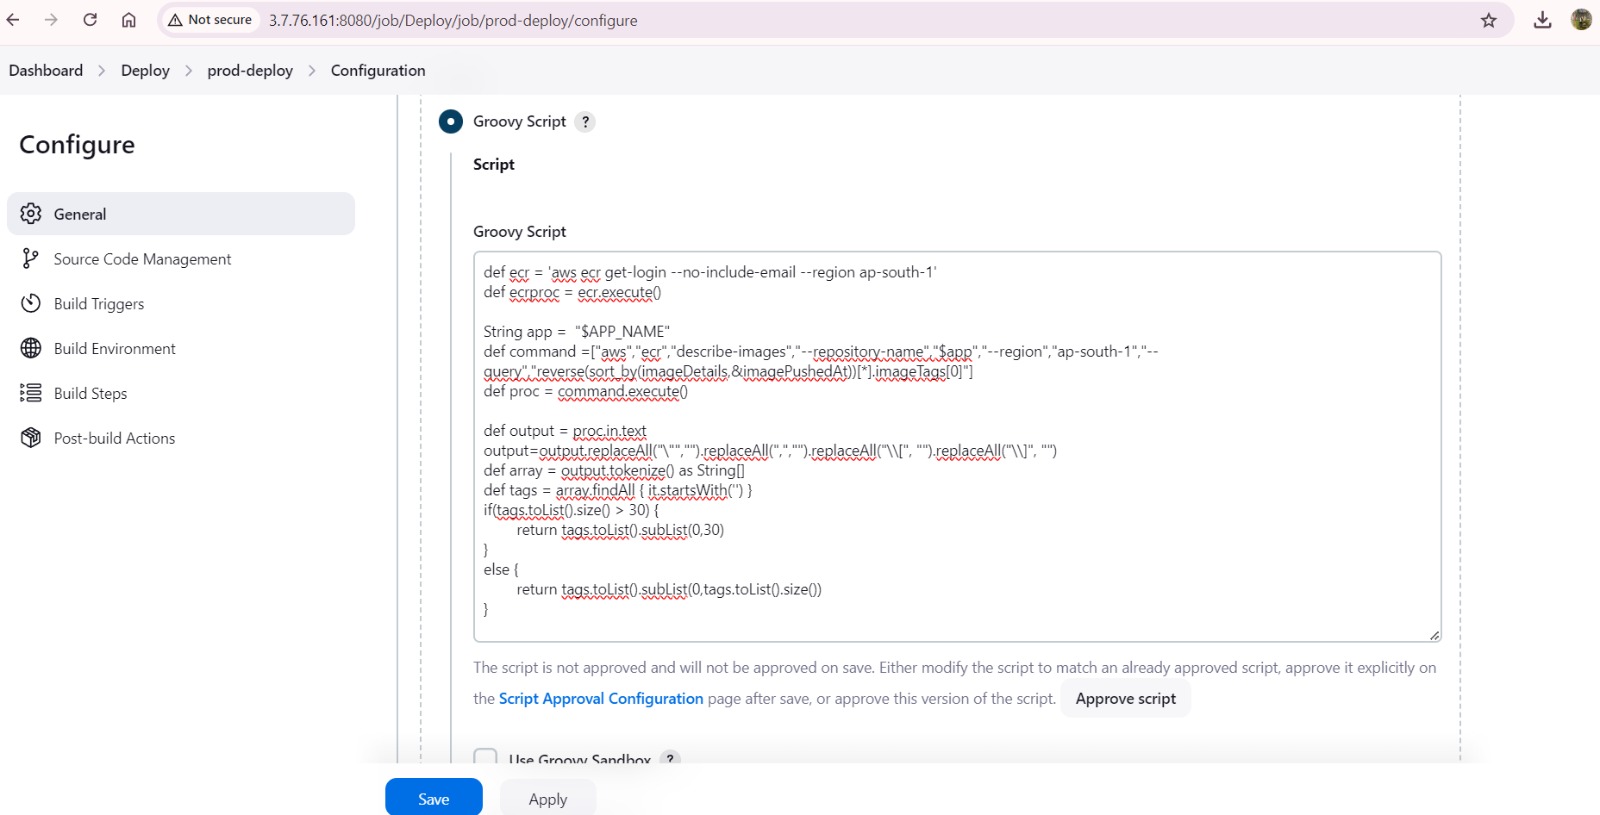 Not secure
3.7.76.161:8080/job/Deploy/job/prod-deploy/configure
Dashboard > Deploy > prod-deploy > Configuration
Configure
General
Source Code Management
Build Triggers
Build Environment
Build Steps
Post-build Actions
Groovy Script ?
Script
Groovy Script
def ecr = 'aws ecr get-login --no-include-email --region ap-south-1'
def ecrproc = ecr.execute()
String app =  "$APP_NAME"
def command =["aws","ecr","describe-images","--repository-name","$app","--region","ap-south-1","--
query","reverse(sort_by(imageDetails,&imagePushedAt))[*].imageTags[0]"]
def proc = command.execute()
def output = proc.in.text
output=output.replaceAll("\"","").replaceAll(",","").replaceAll("\\[", "").replaceAll("\\]", "")
def array = output.tokenize() as String[]
def tags = array.findAll { it.startsWith('') }
if(tags.toList().size() > 30) {
return tags.toList().subList(0,30)
}
else {
return tags.toList().subList(0,tags.toList().size())
}
The script is not approved and will not be approved on save. Either modify the script to match an already approved script, approve it explicitly on
the Script Approval Configuration page after save, or approve this version of the script. Approve script
Use Groovy Sandbox ?
Save
Apply